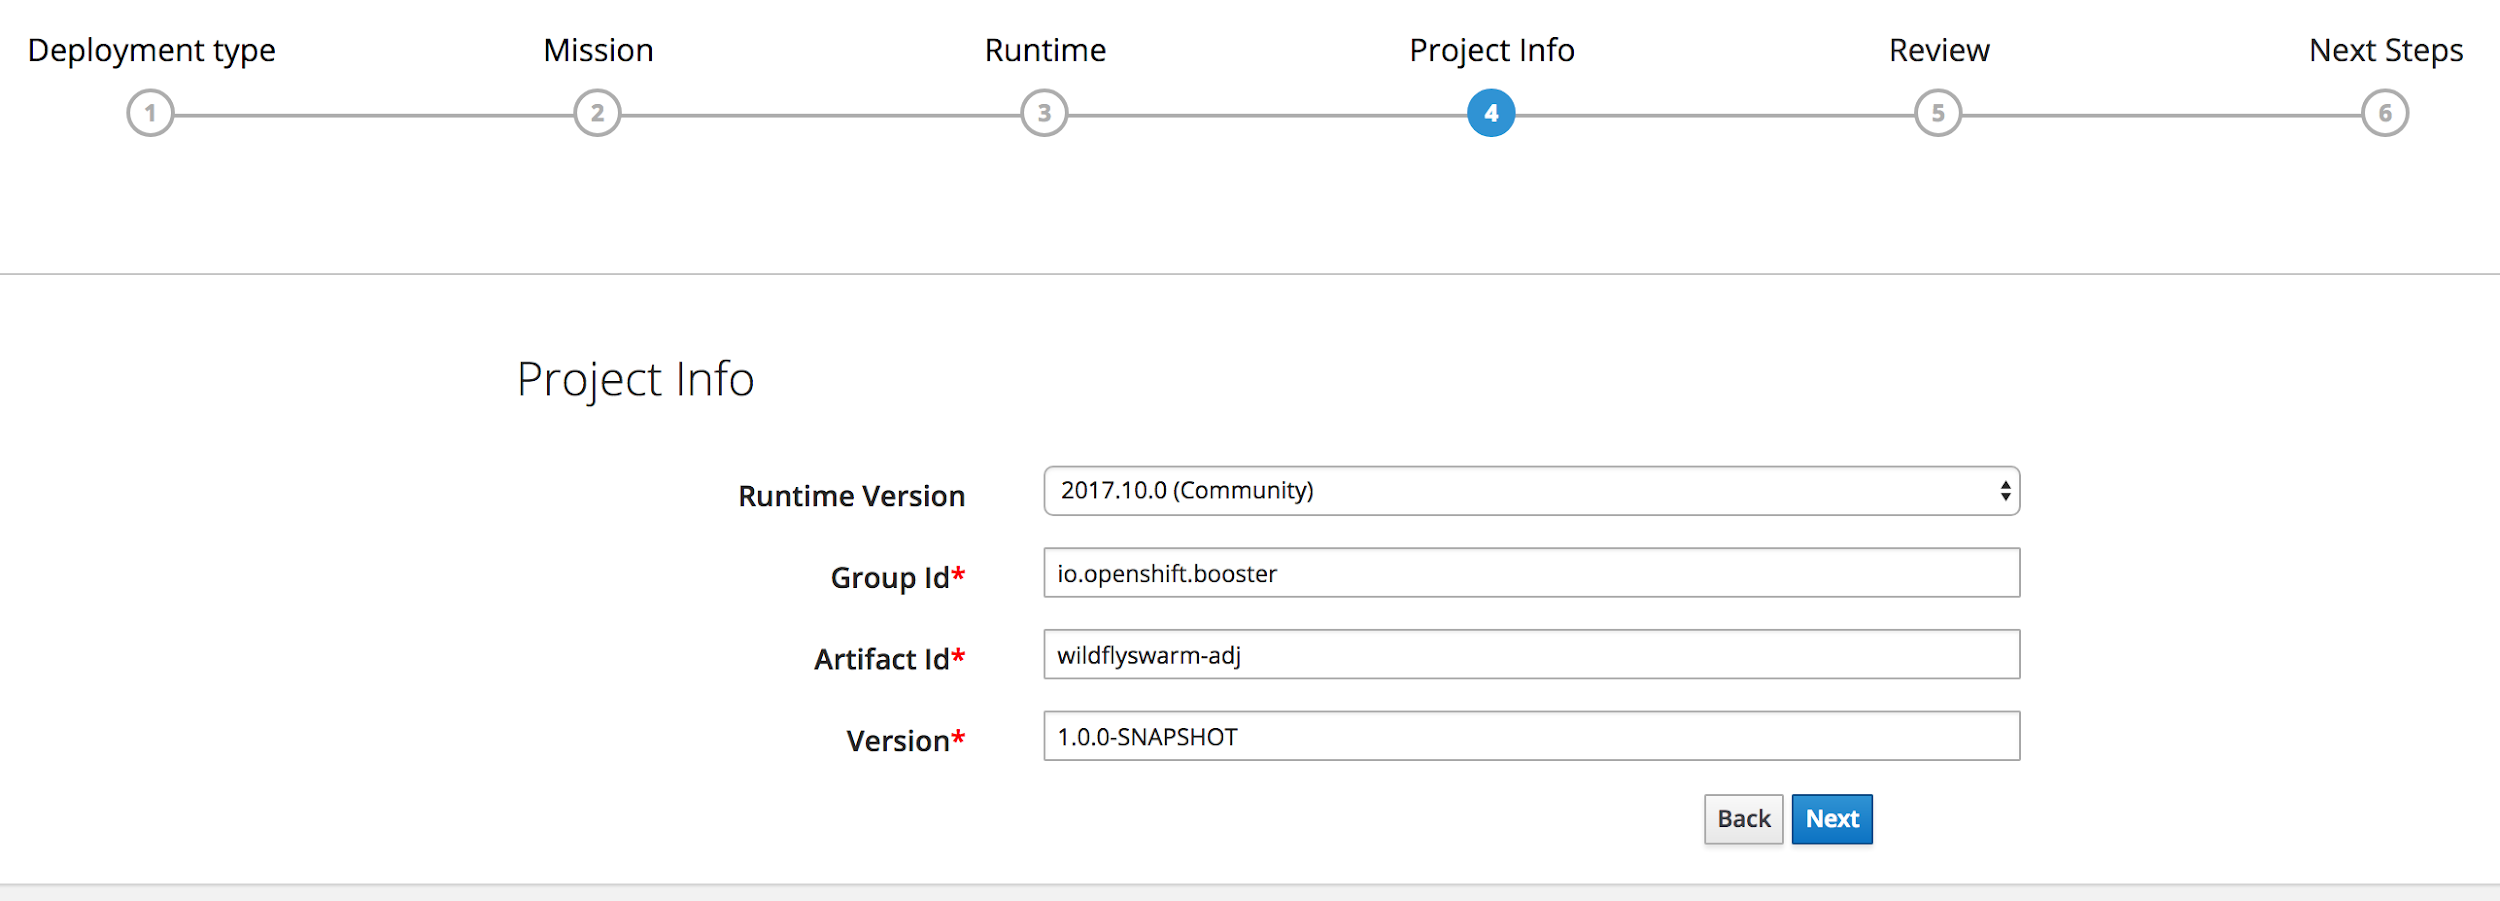 Deployment type Mission Runtime Project Info Review Next Steps
1 2 3 4 5 6
Project Info
Runtime Version 2017.10.0 (Community)
Group Id* io.openshift.booster
Artifact Id* wildflyswarm-adj
Version* 1.0.0-SNAPSHOT
Back Next